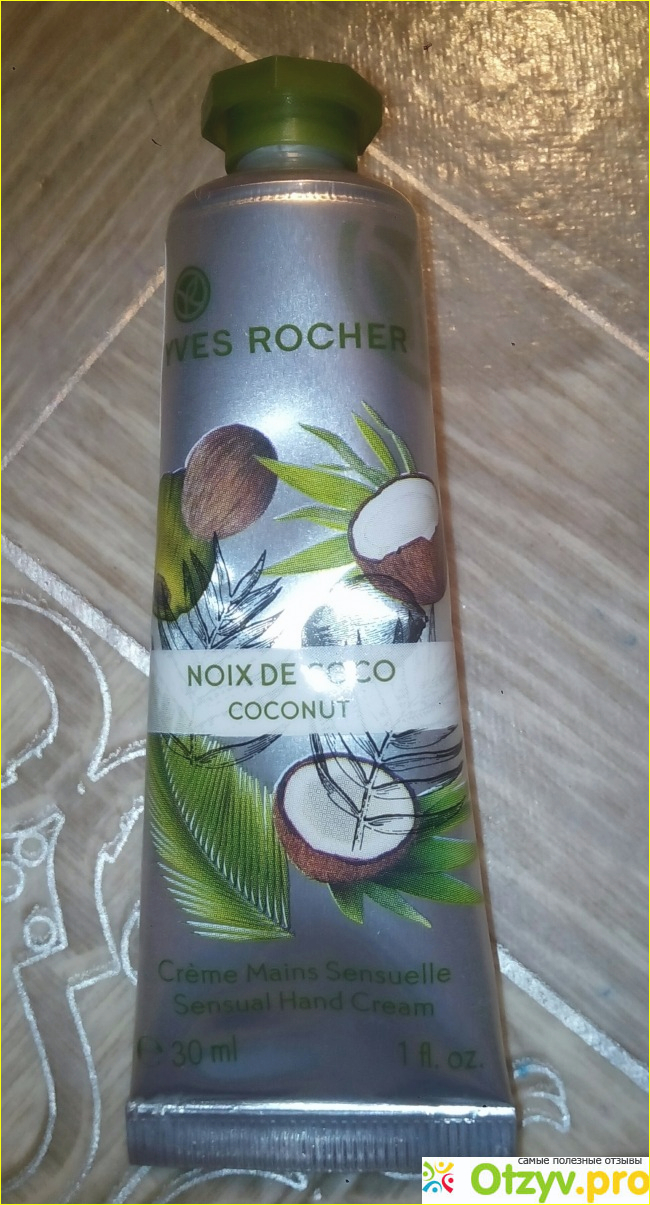 YVES ROCHER
NOIX DE COCO
COCONUT
Crème Mains Sensuelle
Sensual Hand Cream
℮ 30 ml 1 fl. oz.
самые полезные отзывы
Otzyv.pro